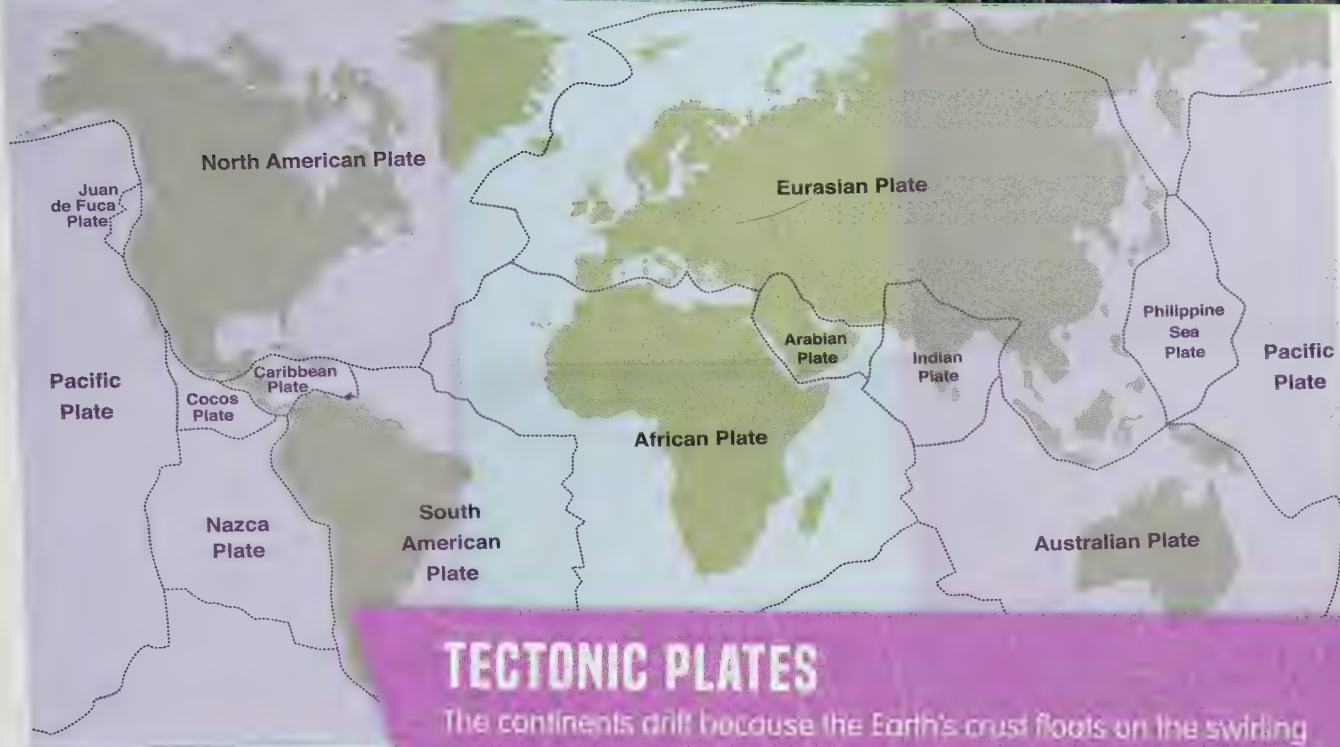 North American Plate
Juan
de Fuca
Plate
Eurasian Plate
Pacific
Plate
Caribbean
Plate
Cocos
Plate
Arabian
Plate
Indian
Plate
Philippine
Sea
Plate
Pacific
Plate
African Plate
Nazca
Plate
South
American
Plate
Australian Plate
TECTONIC PLATES
The continents drift because the Earth's crust floats on the swirling